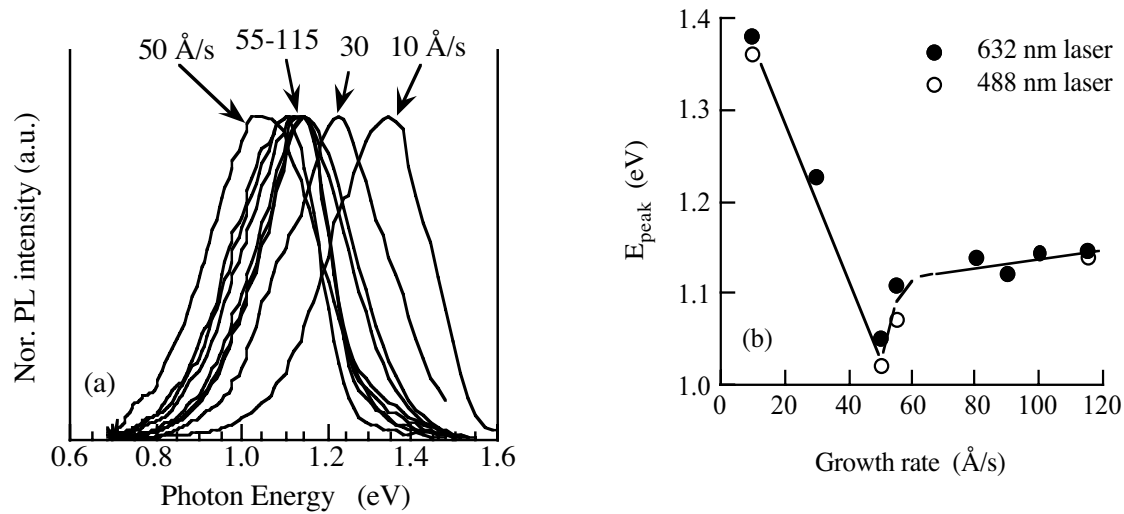 50 Å/s
55-115
30
10 Å/s
Nor. PL intensity (a.u.)
(a)
0.6 0.8 1.0 1.2 1.4 1.6
Photon Energy (eV)
1.4
1.3
1.2
1.1
1.0
E_peak (eV)
632 nm laser
488 nm laser
(b)
0 20 40 60 80 100 120
Growth rate (Å/s)